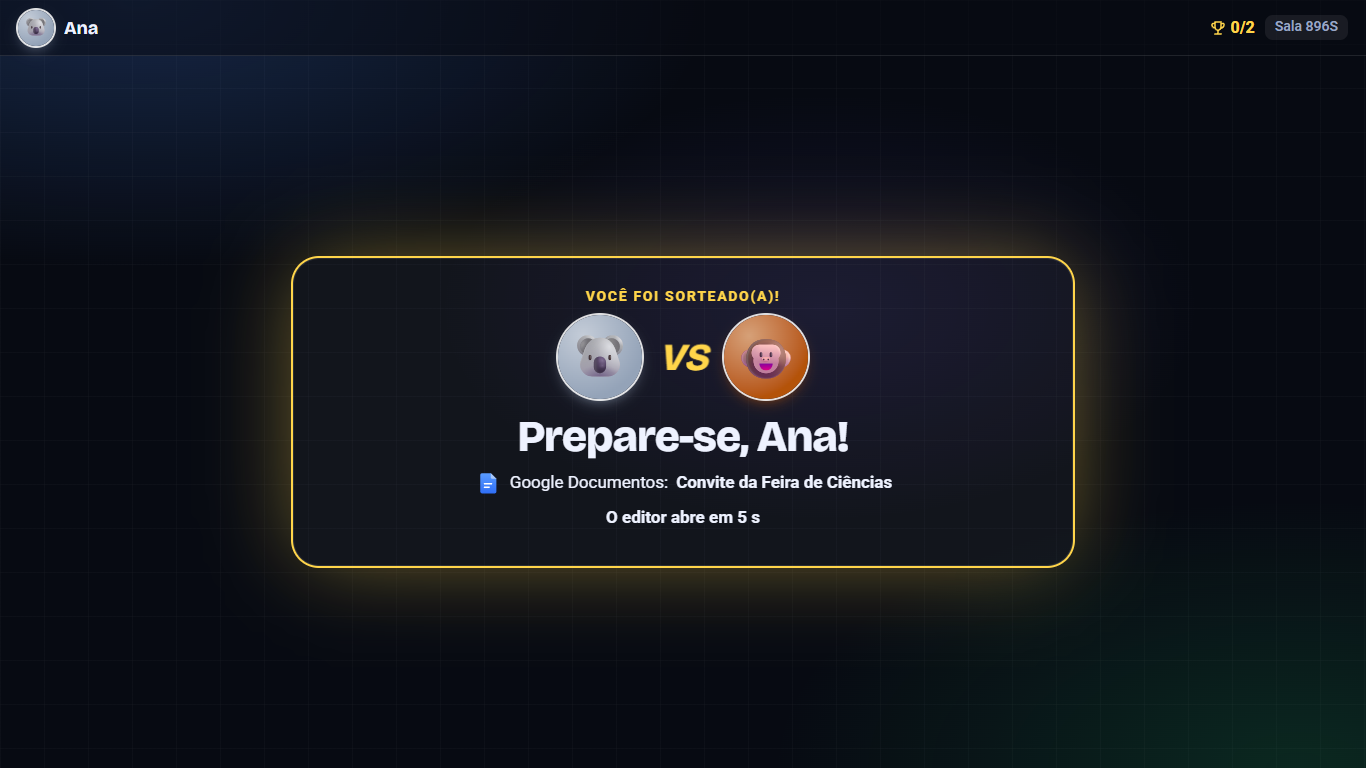 Ana
0/2
Sala 896S
VOCÊ FOI SORTEADO(A)!
VS
Prepare-se, Ana!
Google Documentos: Convite da Feira de Ciências
O editor abre em 5 s